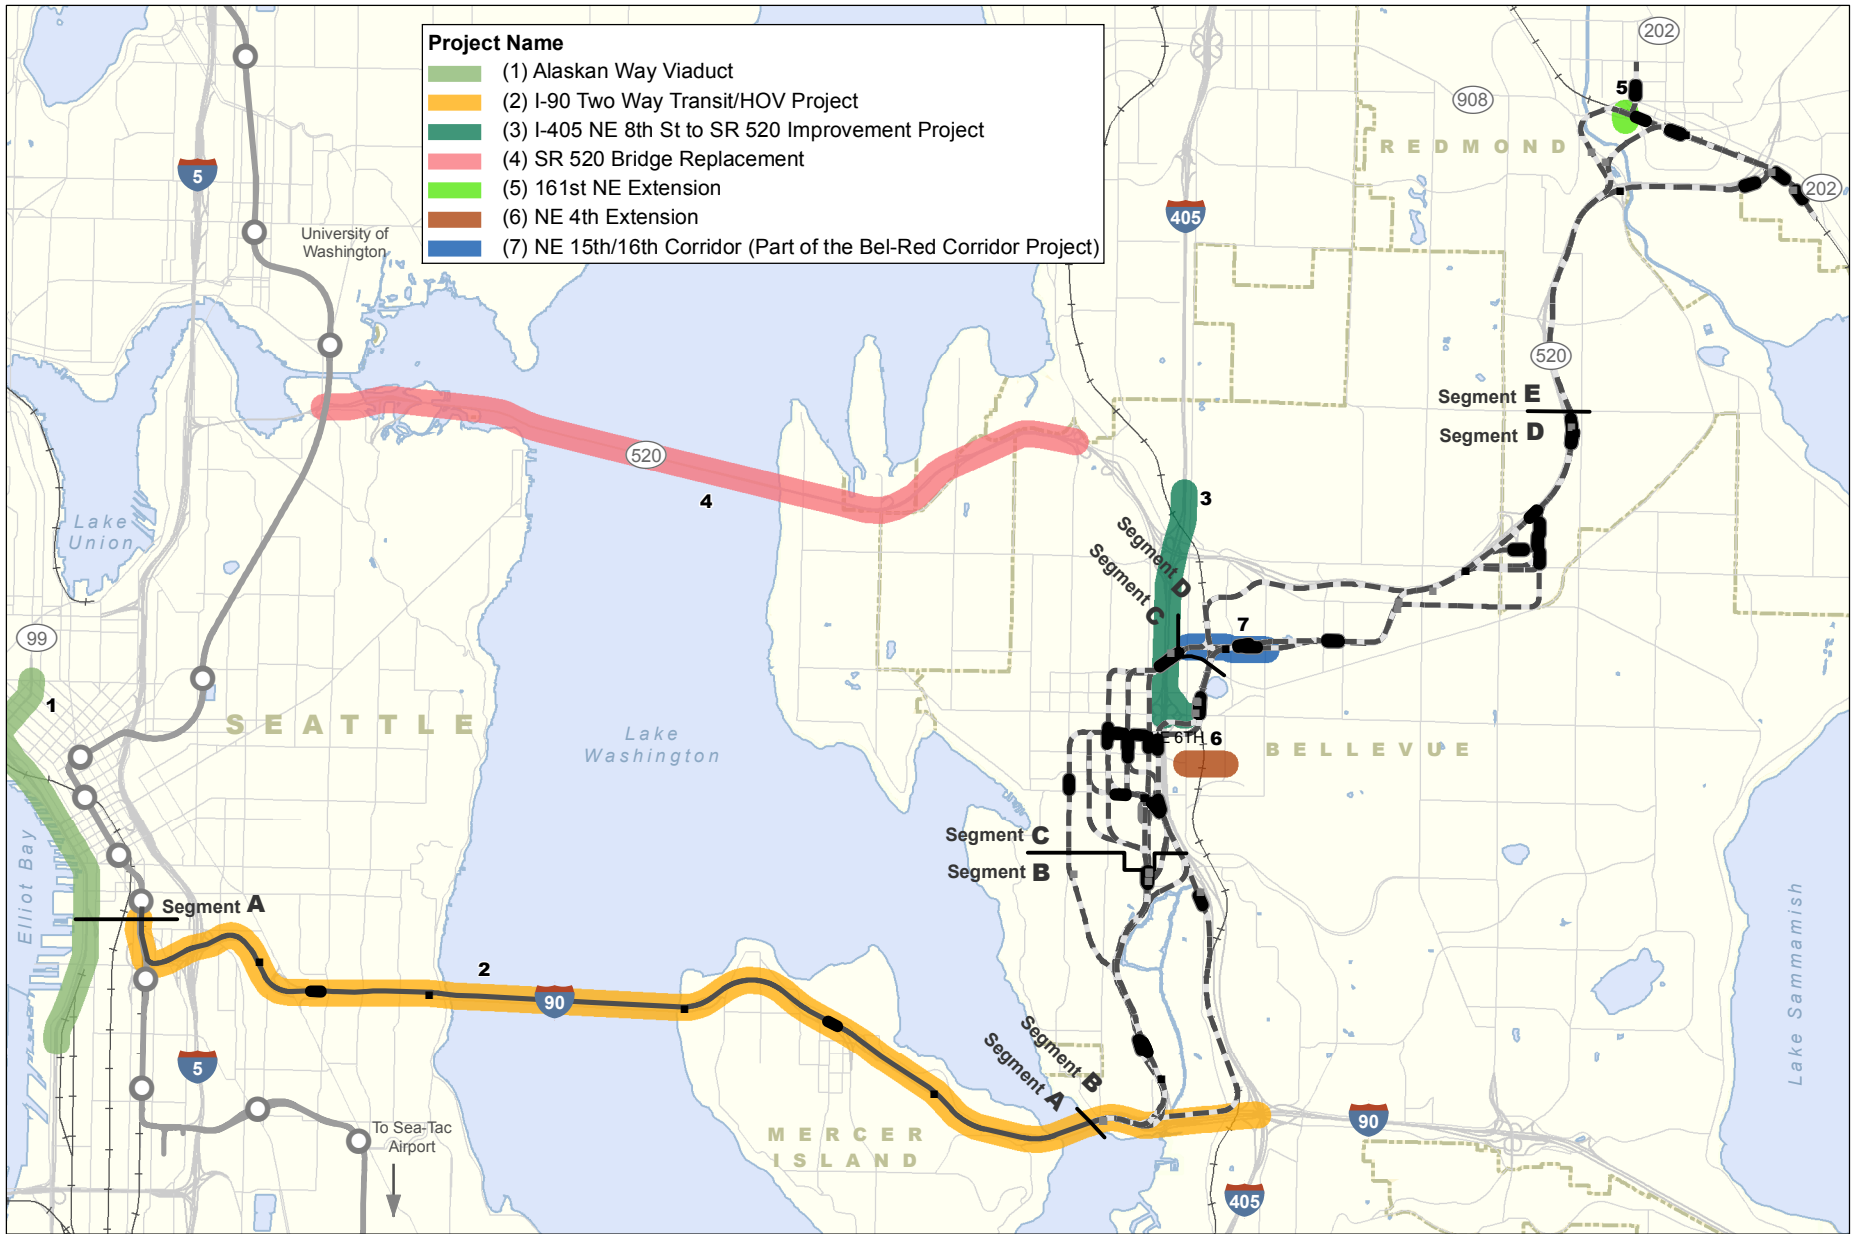 Project Name
(1) Alaskan Way Viaduct
(2) I-90 Two Way Transit/HOV Project
(3) I-405 NE 8th St to SR 520 Improvement Project
(4) SR 520 Bridge Replacement
(5) 161st NE Extension
(6) NE 4th Extension
(7) NE 15th/16th Corridor (Part of the Bel-Red Corridor Project)
202
5
908
REDMOND
5
202
405
University of
Washington
520
Segment E
Segment D
520
4
3
Lake
Union
Segment D
Segment C
99
7
1
SEATTLE
Lake
Washington
6TH
6
BELLEVUE
Segment C
Segment B
Elliot Bay
Segment A
2
90
Lake Sammamish
Segment B
Segment A
5
To Sea-Tac
Airport
MERCER
ISLAND
90
405